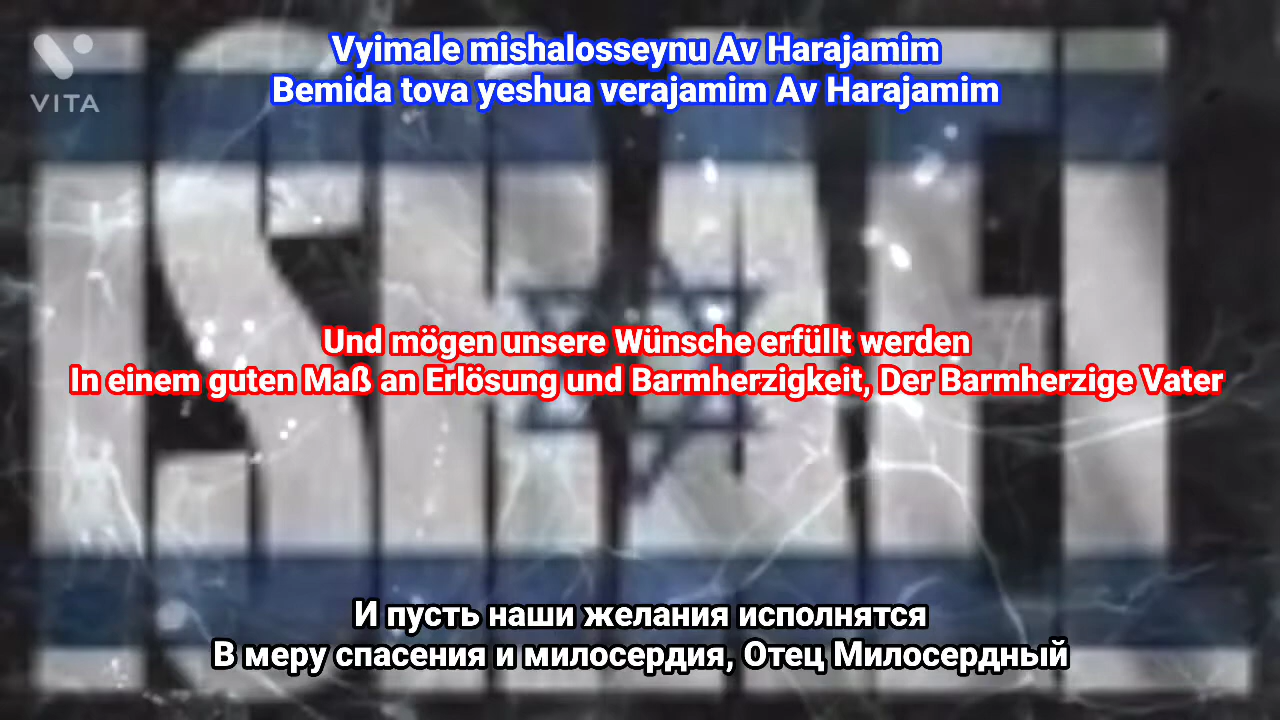 VITA
ISRAEL
Vyimale mishalosseynu Av Harajamim
Bemida tova yeshua verajamim Av Harajamim
Und mögen unsere Wünsche erfüllt werden
In einem guten Maß an Erlösung und Barmherzigkeit, Der Barmherzige Vater
И пусть наши желания исполнятся
В меру спасения и милосердия, Отец Милосердный